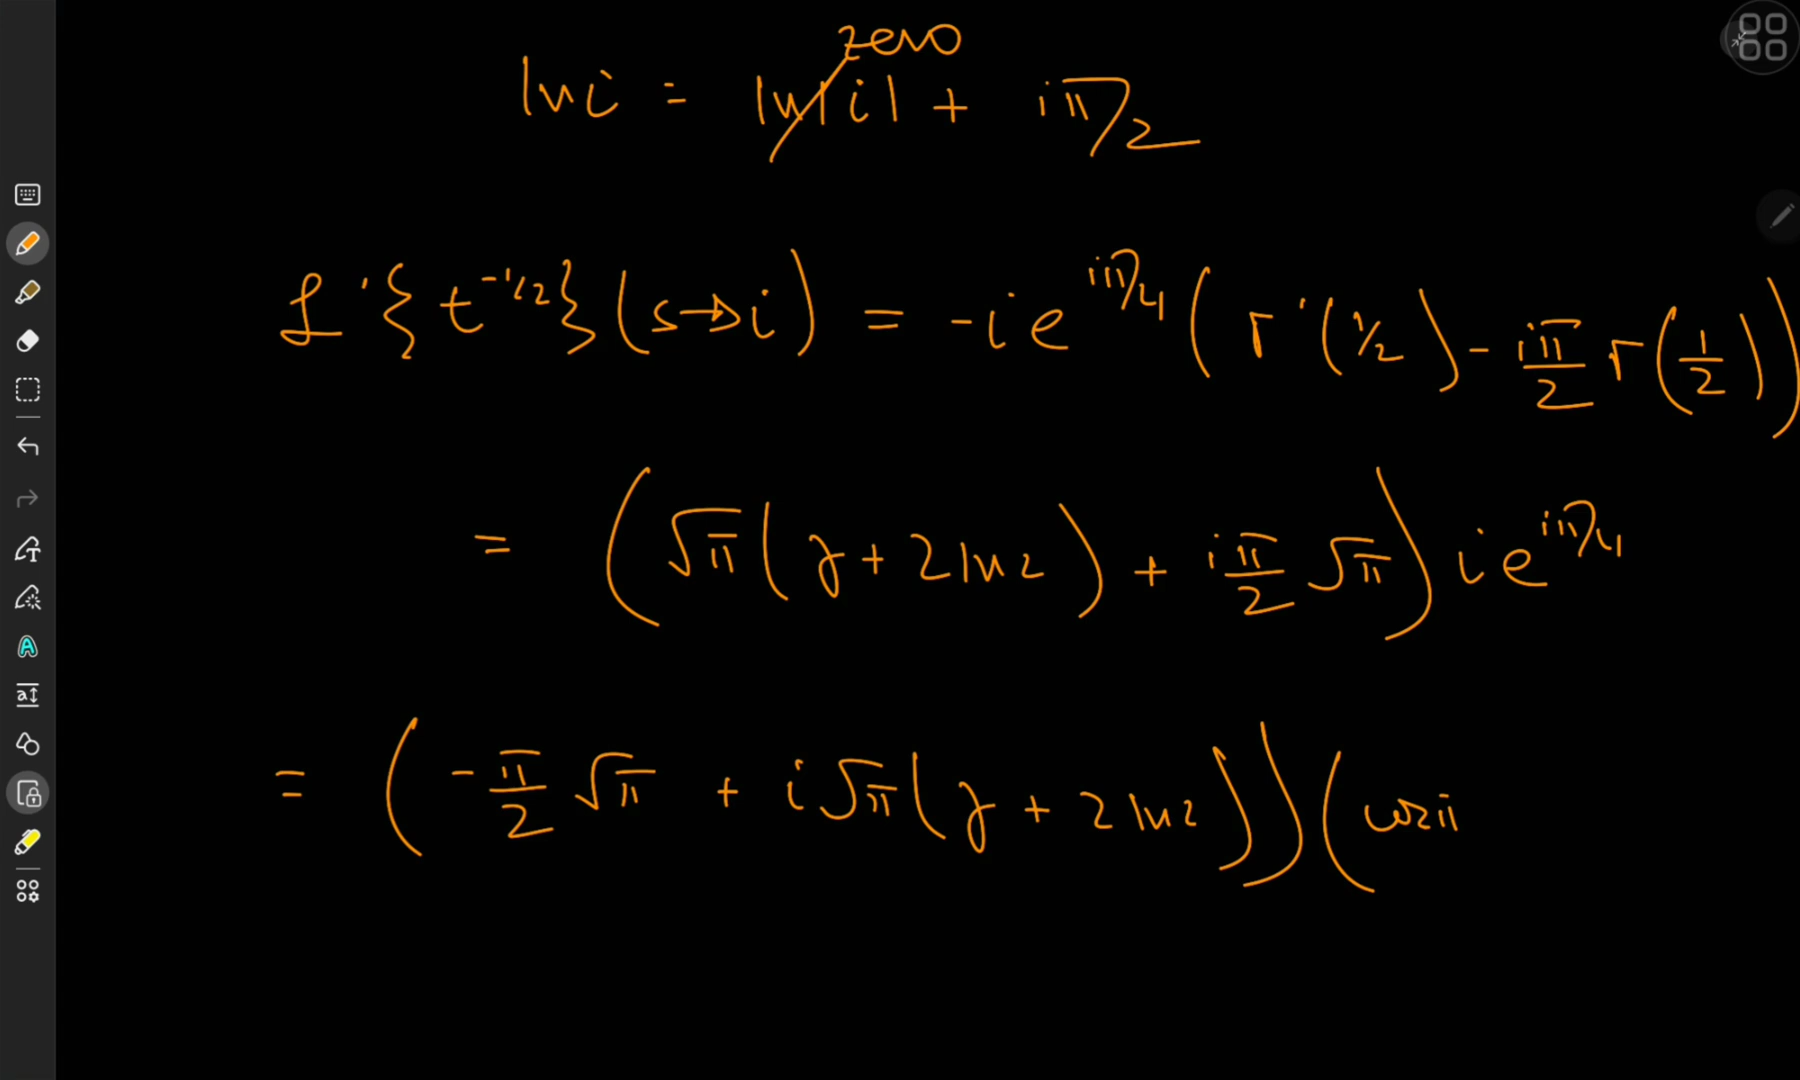 zero
ln i = ln|i| + iπ/2
ℒ'{t^{-1/2}}(s→i) = -i e^{iπ/4}(Γ'(1/2) - iπ/2 Γ(1/2))
= (√π(γ + 2ln2) + iπ/2 √π) i e^{iπ/4}
= (-π/2 √π + i√π(γ + 2ln2))(cos π